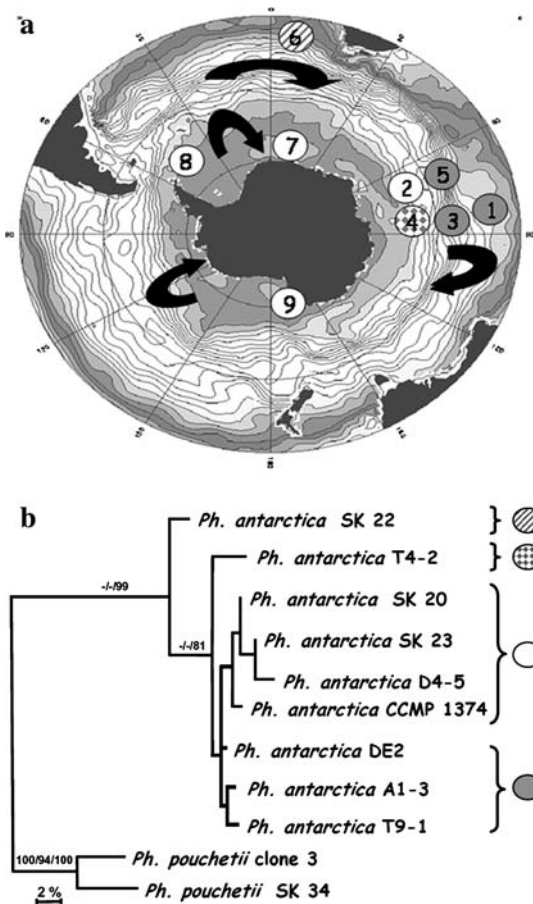 a
6
7
8
5
2
1
4
3
9
180
b
Ph. antarctica SK 22
-/-/99
Ph. antarctica T4-2
Ph. antarctica SK 20
Ph. antarctica SK 23
-/-/81
Ph. antarctica D4-5
Ph. antarctica CCMP 1374
Ph. antarctica DE2
Ph. antarctica A1-3
Ph. antarctica T9-1
100/94/100
Ph. pouchetii clone 3
Ph. pouchetii SK 34
2 %